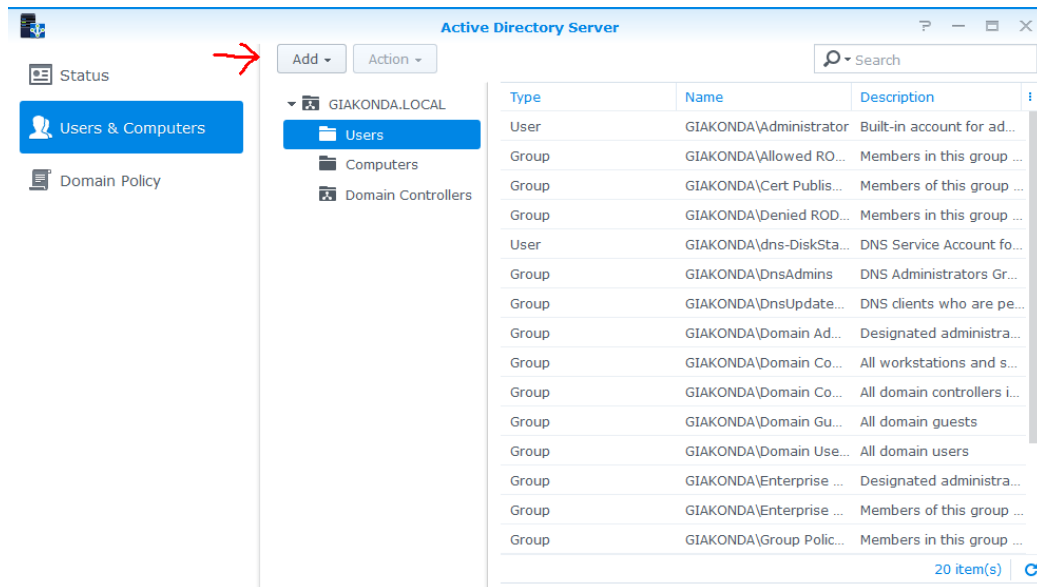 Active Directory Server
Add Action Search
Status
Users & Computers
Domain Policy
GIAKONDA.LOCAL
Users
Computers
Domain Controllers
Type Name Description
User GIAKONDA\Administrator Built-in account for ad...
Group GIAKONDA\Allowed RO... Members in this group ...
Group GIAKONDA\Cert Publis... Members of this group ...
Group GIAKONDA\Denied ROD... Members in this group ...
User GIAKONDA\dns-DiskSta... DNS Service Account fo...
Group GIAKONDA\DnsAdmins DNS Administrators Gr...
Group GIAKONDA\DnsUpdate... DNS clients who are pe...
Group GIAKONDA\Domain Ad... Designated administra...
Group GIAKONDA\Domain Co... All workstations and s...
Group GIAKONDA\Domain Co... All domain controllers i...
Group GIAKONDA\Domain Gu... All domain guests
Group GIAKONDA\Domain Use... All domain users
Group GIAKONDA\Enterprise ... Designated administra...
Group GIAKONDA\Enterprise ... Members of this group ...
Group GIAKONDA\Group Polic... Members in this group ...
20 item(s)